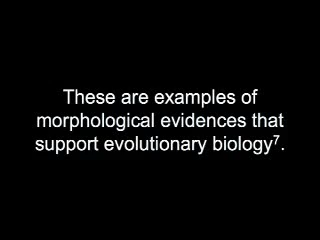 These are examples of
morphological evidences that
support evolutionary biology⁷.